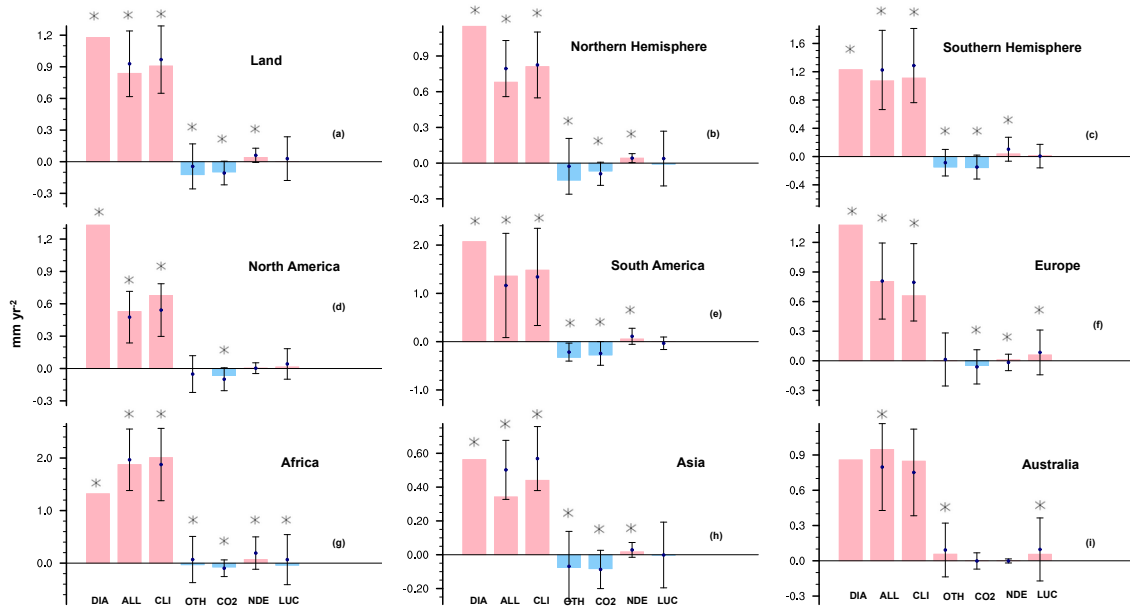 1.2
0.9
0.6
0.3
0.0
-0.3
Land
(a)
0.9
0.6
0.3
0.0
-0.3
Northern Hemisphere
(b)
1.6
1.2
0.8
0.4
0.0
-0.4
Southern Hemisphere
(c)
mm yr-2
1.2
0.9
0.6
0.3
0.0
-0.3
North America
(d)
2.0
1.0
0.0
-1.0
South America
(e)
1.2
0.9
0.6
0.3
0.0
-0.3
Europe
(f)
2.0
1.0
0.0
Africa
(g)
DIA ALL CLI OTH CO2 NDE LUC
0.60
0.40
0.20
0.00
-0.20
Asia
(h)
DIA ALL CLI OTH CO2 NDE LUC
0.9
0.6
0.3
0.0
-0.3
Australia
(i)
DIA ALL CLI OTH CO2 NDE LUC